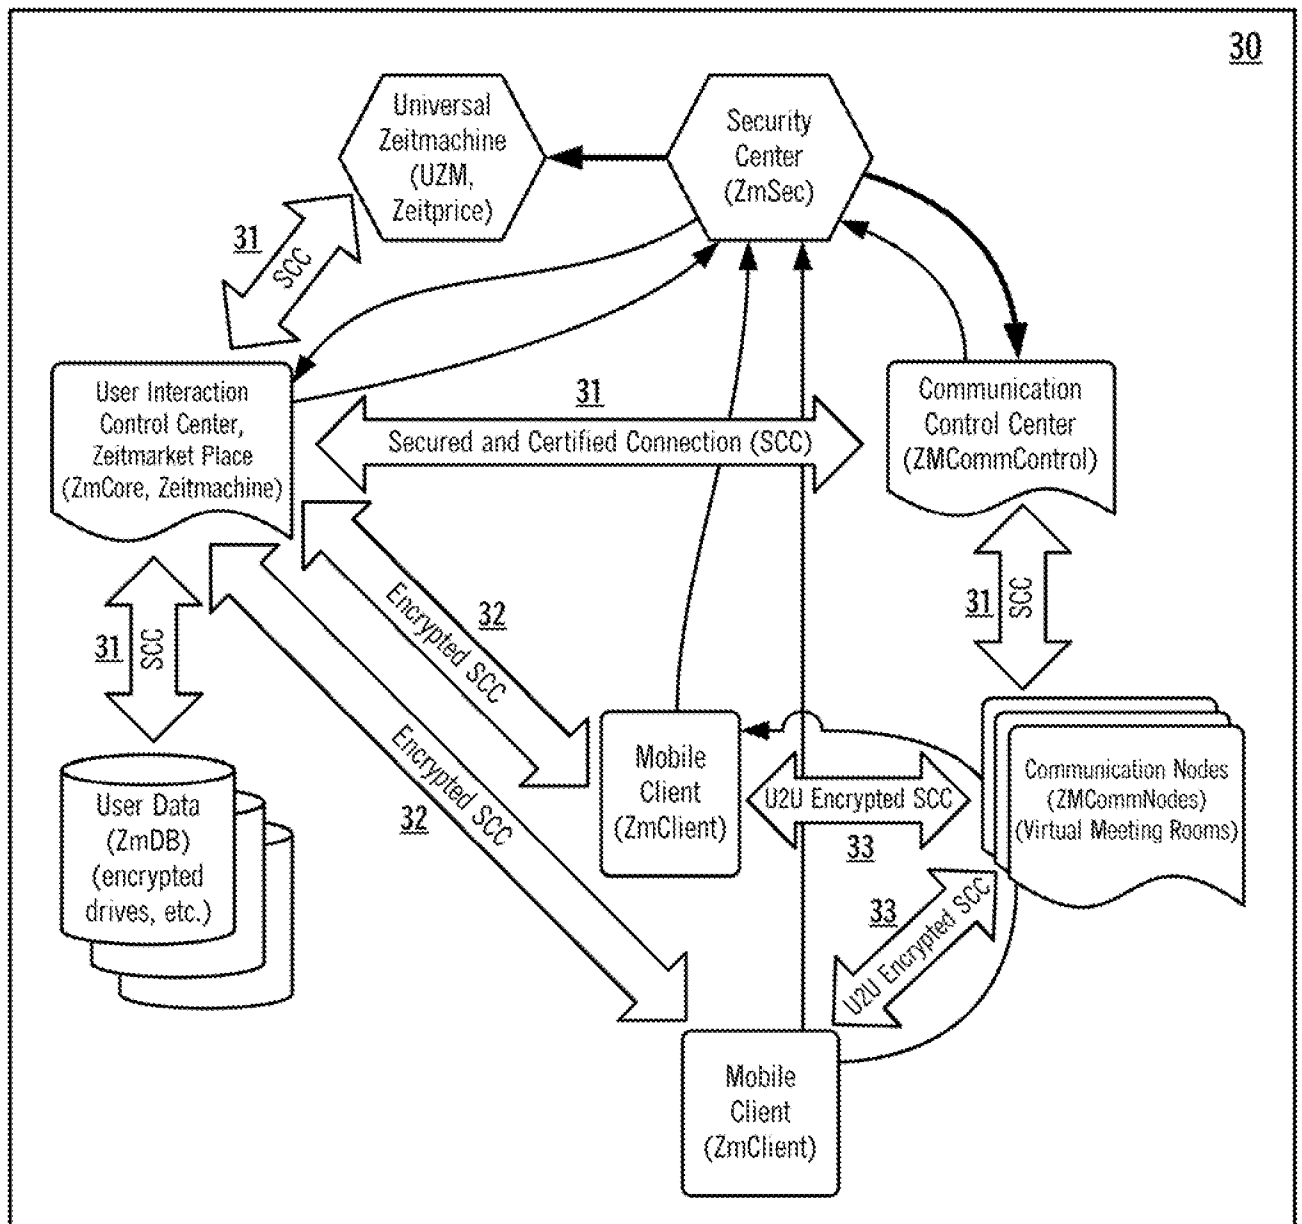 30
Universal
Zeitmachine
(UZM,
Zeitprice)
Security
Center
(ZmSec)
31
SCC
User Interaction
Control Center,
Zeitmarket Place
(ZmCore, Zeitmachine)
31
Secured and Certified Connection (SCC)
Communication
Control Center
(ZMCommControl)
31
SCC
32
Encrypted SCC
31
SCC
Encrypted SCC
32
User Data
(ZmDB)
(encrypted
drives, etc.)
Mobile
Client
(ZmClient)
U2U Encrypted SCC
33
Communication Nodes
(ZMCommNodes)
(Virtual Meeting Rooms)
33
U2U Encrypted SCC
Mobile
Client
(ZmClient)